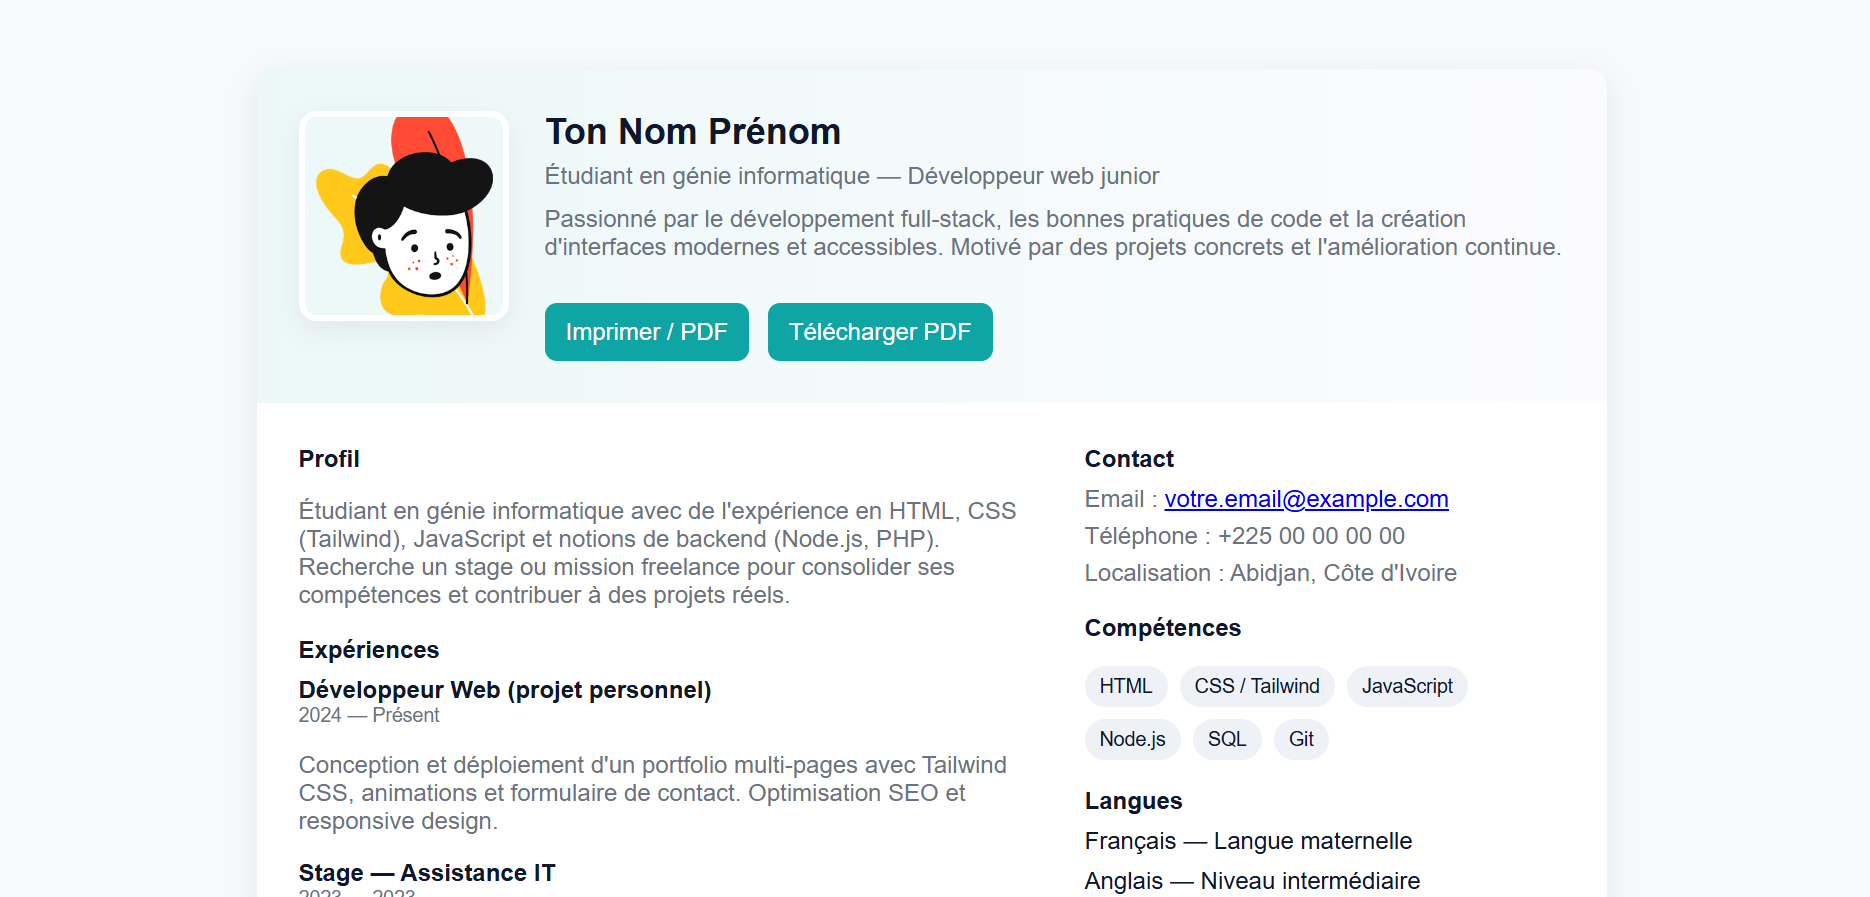 Ton Nom Prénom
Étudiant en génie informatique — Développeur web junior
Passionné par le développement full-stack, les bonnes pratiques de code et la création
d'interfaces modernes et accessibles. Motivé par des projets concrets et l'amélioration continue.
Imprimer / PDF
Télécharger PDF
Profil
Étudiant en génie informatique avec de l'expérience en HTML, CSS
(Tailwind), JavaScript et notions de backend (Node.js, PHP).
Recherche un stage ou mission freelance pour consolider ses
compétences et contribuer à des projets réels.
Expériences
Développeur Web (projet personnel)
2024 — Présent
Conception et déploiement d'un portfolio multi-pages avec Tailwind
CSS, animations et formulaire de contact. Optimisation SEO et
responsive design.
Stage — Assistance IT
2023 — 2023
Contact
Email : votre.email@example.com
Téléphone : +225 00 00 00 00
Localisation : Abidjan, Côte d'Ivoire
Compétences
HTML
CSS / Tailwind
JavaScript
Node.js
SQL
Git
Langues
Français — Langue maternelle
Anglais — Niveau intermédiaire